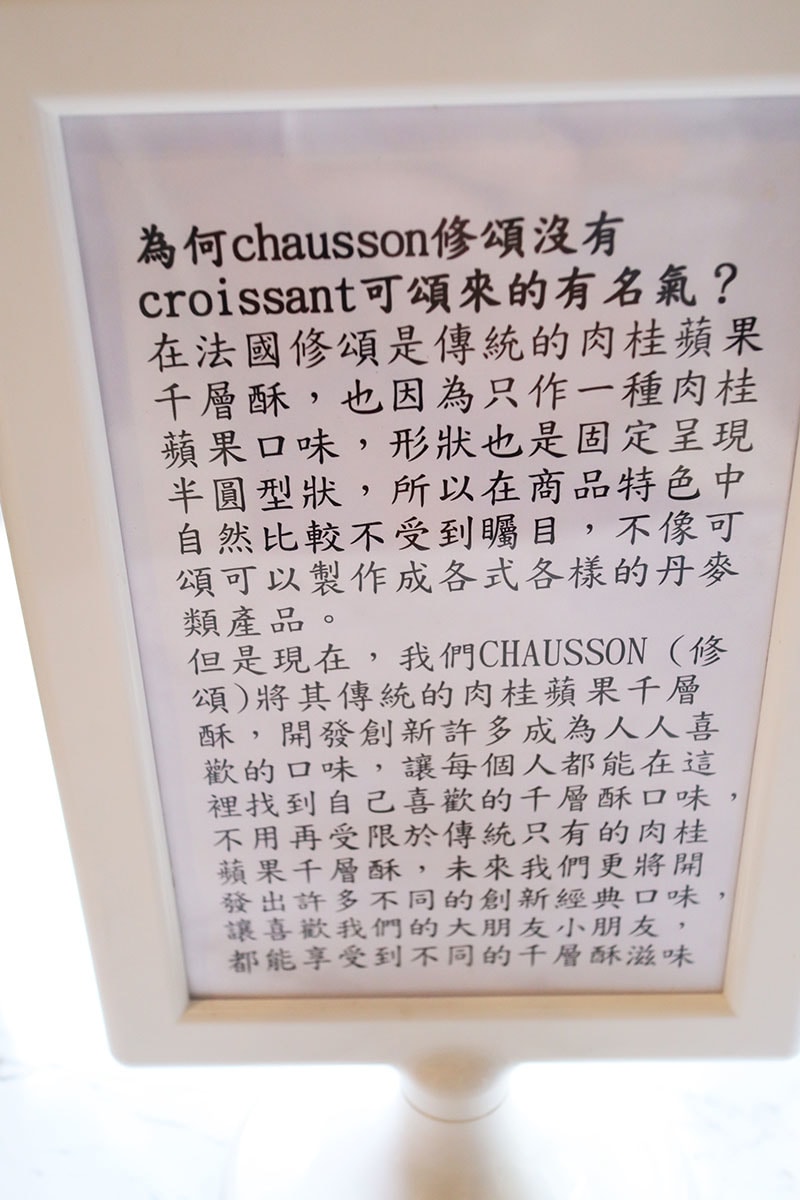 為何chausson修頌沒有
croissant可頌來的有名氣？
在法國修頌是傳統的肉桂蘋果
千層酥，也因為只作一種肉桂
蘋果口味，形狀也是固定呈現
半圓型狀，所以在商品特色中
自然比較不受到矚目，不像可
頌可以製作成各式各樣的丹麥
類產品。
但是現在，我們CHAUSSON（修
頌)將其傳統的肉桂蘋果千層
酥，開發創新許多成為人人喜
歡的口味，讓每個人都能在這
裡找到自己喜歡的千層酥口味，
不用再受限於傳統只有的肉桂
蘋果千層酥，未來我們更將開
發出許多不同的創新經典口味，
讓喜歡我們的大朋友小朋友，
都能享受到不同的千層酥滋味